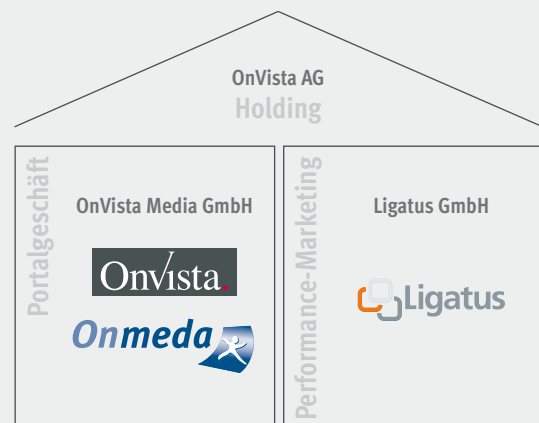 OnVista AG
Holding
Portalgeschäft
OnVista Media GmbH
OnVista.
Onmeda
Performance-Marketing
Ligatus GmbH
Ligatus